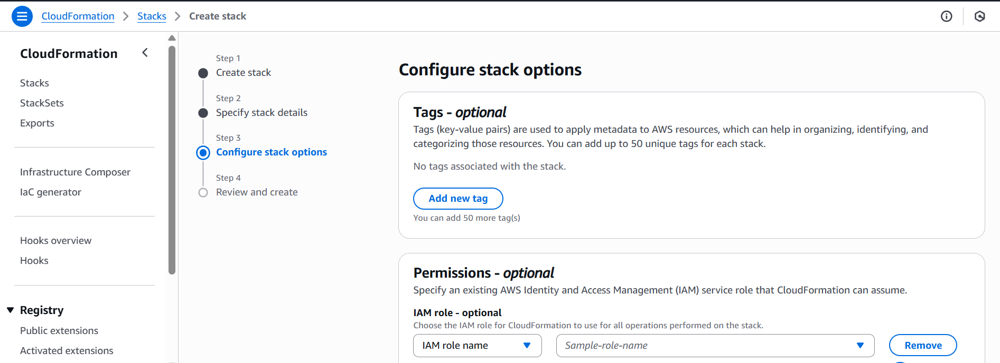 CloudFormation
Stacks
Create stack
CloudFormation
Stacks
StackSets
Exports
Infrastructure Composer
IaC generator
Hooks overview
Hooks
Registry
Public extensions
Activated extensions
Step 1
Create stack
Step 2
Specify stack details
Step 3
Configure stack options
Step 4
Review and create
Configure stack options
Tags - optional
Tags (key-value pairs) are used to apply metadata to AWS resources, which can help in organizing, identifying, and
categorizing those resources. You can add up to 50 unique tags for each stack.
No tags associated with the stack.
Add new tag
You can add 50 more tag(s)
Permissions - optional
Specify an existing AWS Identity and Access Management (IAM) service role that CloudFormation can assume.
IAM role - optional
Choose the IAM role for CloudFormation to use for all operations performed on the stack.
IAM role name
Sample-role-name
Remove